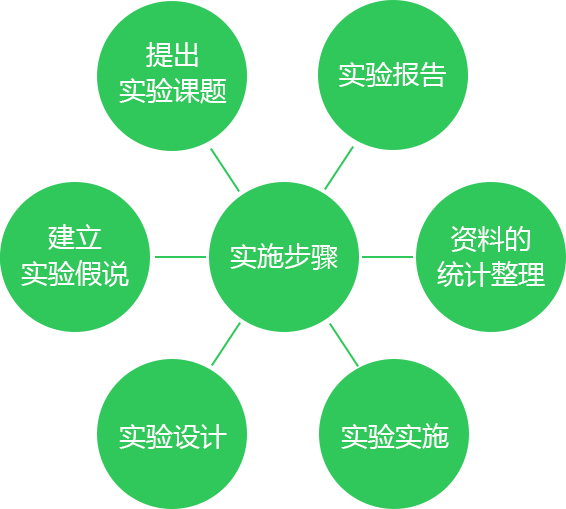 提出
实验课题
实验报告
建立
实验假说
实施步骤
资料的
统计整理
实验设计
实验实施